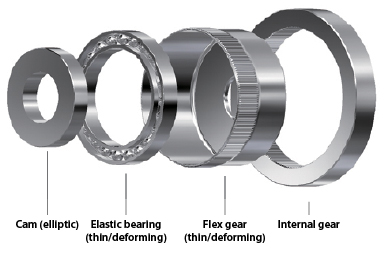 Cam (elliptic) Elastic bearing Flex gear Internal gear
(thin/deforming) (thin/deforming)